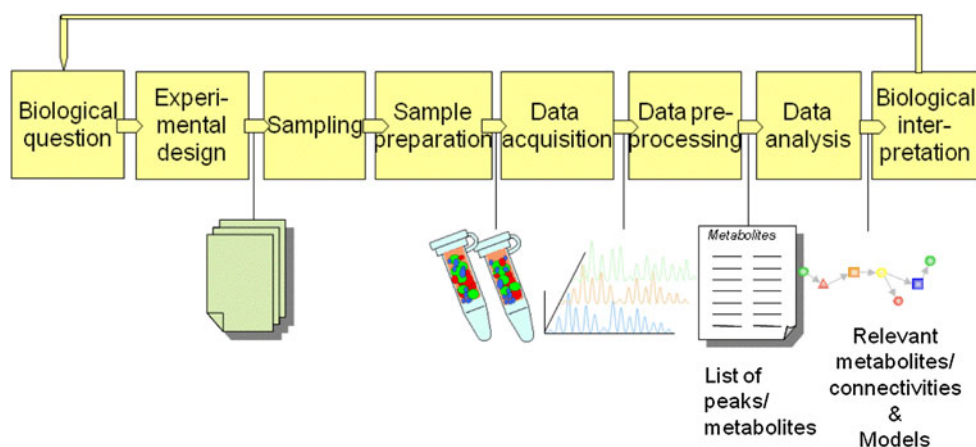 Biological
question
Experi-
mental
design
Sampling
Sample
preparation
Data
acquisition
Data pre-
processing
Data
analysis
Biological
inter-
pretation
Metabolites
List of
peaks/
metabolites
Relevant
metabolites/
connectivities
&
Models